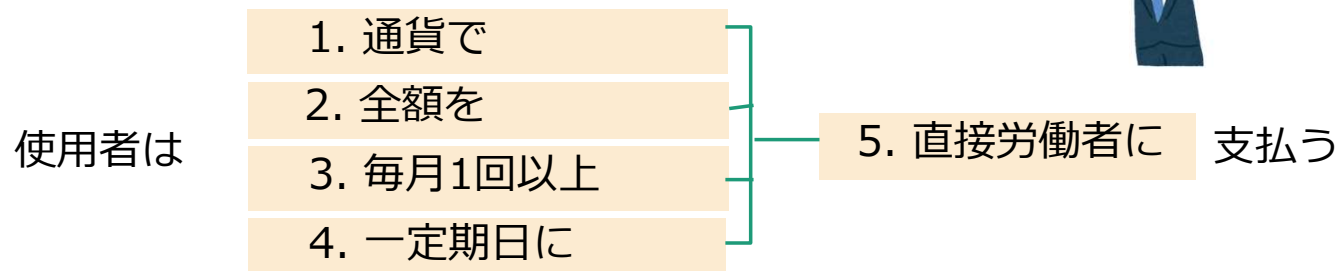 使用者は
1. 通貨で
2. 全額を
3. 毎月1回以上
4. 一定期日に
5. 直接労働者に
支払う